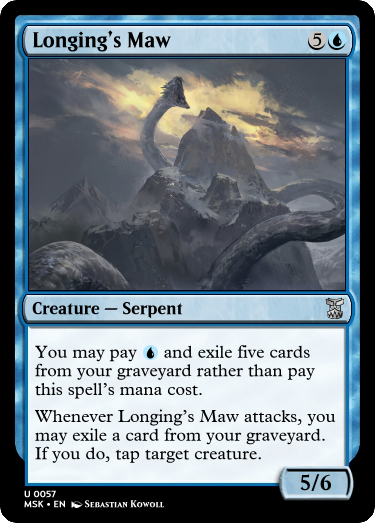 Longing's Maw 5
Creature — Serpent
You may pay and exile five cards
from your graveyard rather than pay
this spell's mana cost.
Whenever Longing's Maw attacks, you
may exile a card from your graveyard.
If you do, tap target creature.
5/6
U 0057
MSK • EN Sebastian Kowoll